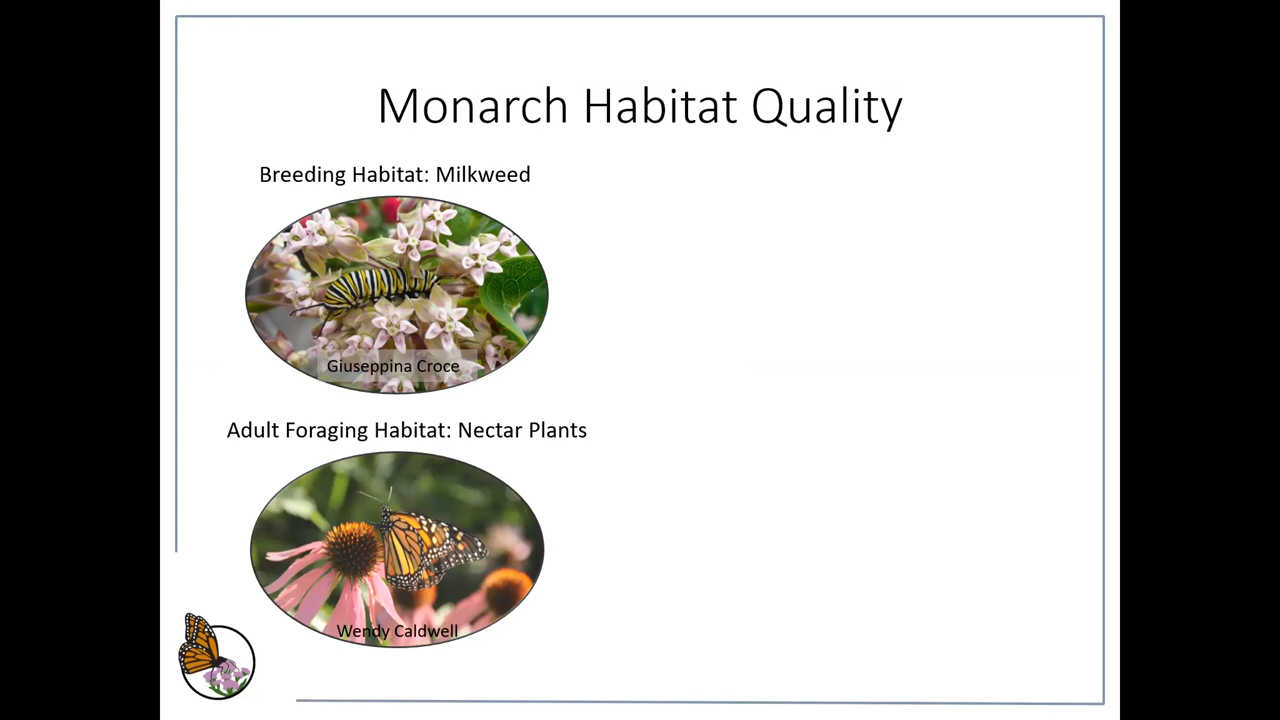 Monarch Habitat Quality
Breeding Habitat: Milkweed
Giuseppina Croce
Adult Foraging Habitat: Nectar Plants
Wendy Caldwell